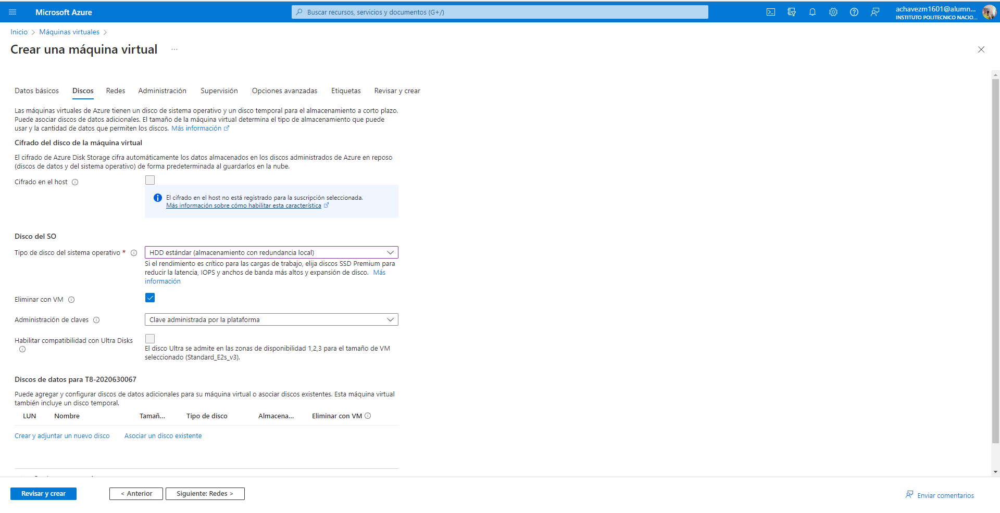 Microsoft Azure
Buscar recursos, servicios y documentos (G+/)
achavezm1601@alumn...
INSTITUTO POLITECNICO NACIO...
Inicio > Máquinas virtuales >
Crear una máquina virtual ...
Datos básicos Discos Redes Administración Supervisión Opciones avanzadas Etiquetas Revisar y crear
Las máquinas virtuales de Azure tienen un disco de sistema operativo y un disco temporal para el almacenamiento a corto plazo.
Puede asociar discos de datos adicionales. El tamaño de la máquina virtual determina el tipo de almacenamiento que puede
usar y la cantidad de datos que permiten los discos. Más información
Cifrado del disco de la máquina virtual
El cifrado de Azure Disk Storage cifra automáticamente los datos almacenados en los discos administrados de Azure en reposo
(discos de datos y del sistema operativo) de forma predeterminada al guardarlos en la nube.
Cifrado en el host
El cifrado en el host no está registrado para la suscripción seleccionada.
Más información sobre cómo habilitar esta característica
Disco del SO
Tipo de disco del sistema operativo * HDD estándar (almacenamiento con redundancia local)
Si el rendimiento es crítico para las cargas de trabajo, elija discos SSD Premium para
reducir la latencia, IOPS y anchos de banda más altos y expansión de disco. Más
información
Eliminar con VM
Administración de claves Clave administrada por la plataforma
Habilitar compatibilidad con Ultra Disks
El disco Ultra se admite en las zonas de disponibilidad 1,2,3 para el tamaño de VM
seleccionado (Standard_E2s_v3).
Discos de datos para T8-2020630067
Puede agregar y configurar discos de datos adicionales para su máquina virtual o asociar discos existentes. Esta máquina virtual
también incluye un disco temporal.
LUN Nombre Tamañ... Tipo de disco Almacena... Eliminar con VM
Crear y adjuntar un nuevo disco Asociar un disco existente
Revisar y crear < Anterior Siguiente: Redes > Enviar comentarios